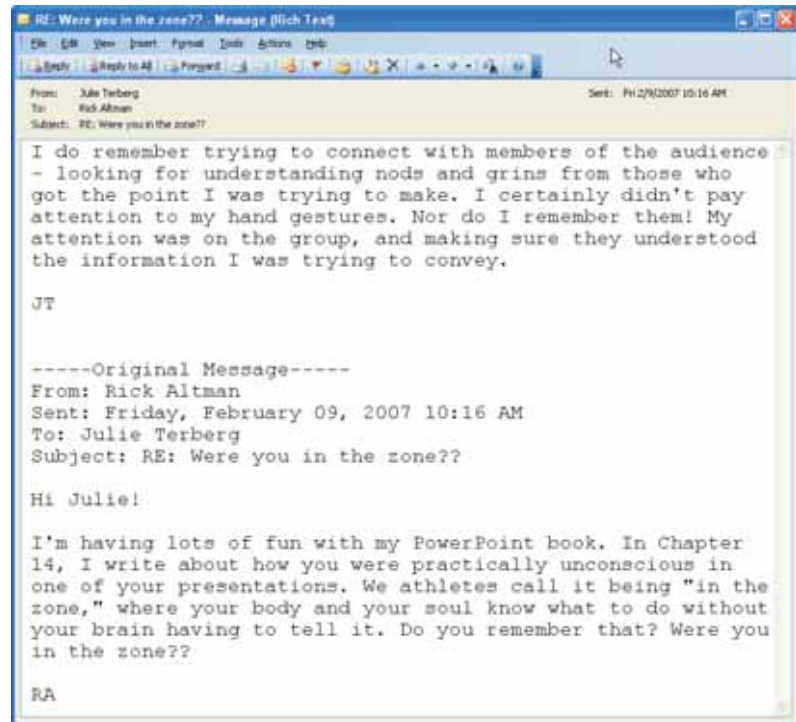 RE: Were you in the zone?? - Message (Rich Text)
File Edit View Insert Format Tools Actions Help
Reply Reply to All Forward
From: Julie Terberg Sent: Fri 2/9/2007 10:16 AM
To: Rick Altman
Subject: RE: Were you in the zone??
I do remember trying to connect with members of the audience
- looking for understanding nods and grins from those who
got the point I was trying to make. I certainly didn't pay
attention to my hand gestures. Nor do I remember them! My
attention was on the group, and making sure they understood
the information I was trying to convey.
JT
-----Original Message-----
From: Rick Altman
Sent: Friday, February 09, 2007 10:16 AM
To: Julie Terberg
Subject: RE: Were you in the zone??
Hi Julie!
I'm having lots of fun with my PowerPoint book. In Chapter
14, I write about how you were practically unconscious in
one of your presentations. We athletes call it being "in the
zone," where your body and your soul know what to do without
your brain having to tell it. Do you remember that? Were you
in the zone??
RA